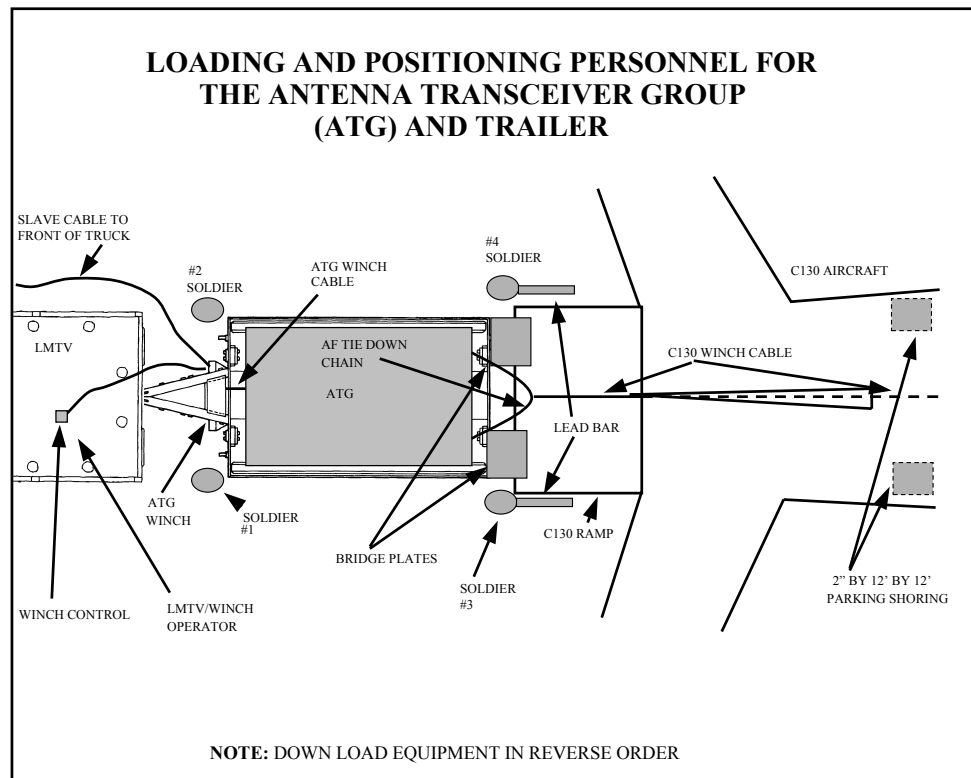 LOADING AND POSITIONING PERSONNEL FOR
THE ANTENNA TRANSCEIVER GROUP
(ATG) AND TRAILER
SLAVE CABLE TO
FRONT OF TRUCK
#2
SOLDIER
ATG WINCH
CABLE
#4
SOLDIER
C130 AIRCRAFT
LMTV
AF TIE DOWN
CHAIN
ATG
C130 WINCH CABLE
LEAD BAR
ATG
WINCH
SOLDIER
#1
BRIDGE PLATES
C130 RAMP
SOLDIER
#3
WINCH CONTROL
LMTV/WINCH
OPERATOR
2” BY 12’ BY 12’
PARKING SHORING
NOTE: DOWN LOAD EQUIPMENT IN REVERSE ORDER